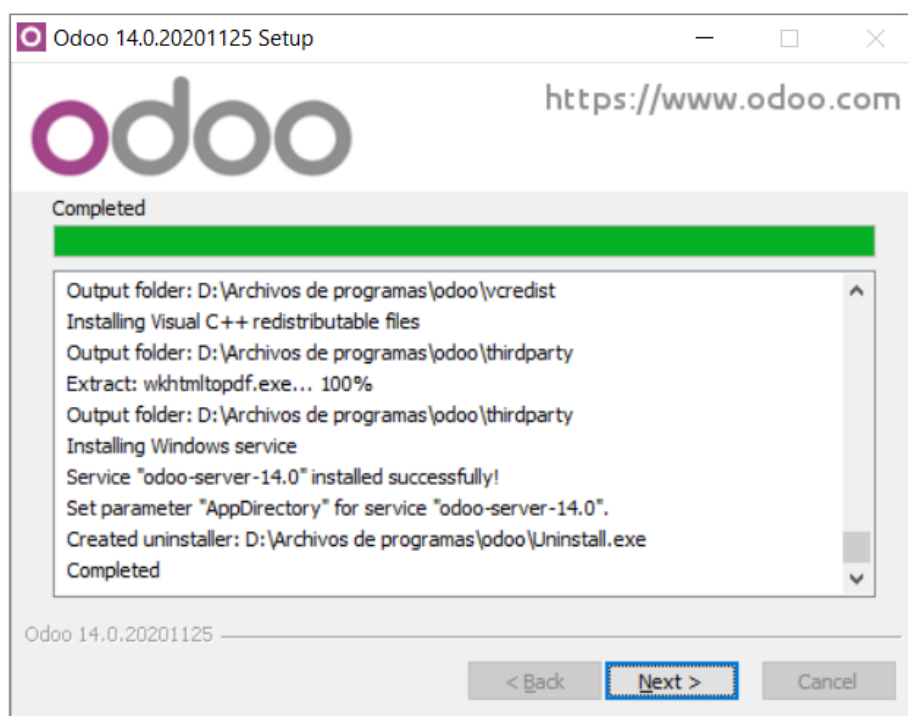 Odoo 14.0.20201125 Setup
odoo
https://www.odoo.com
Completed
Output folder: D:\Archivos de programas\odoo\vcredist
Installing Visual C++ redistributable files
Output folder: D:\Archivos de programas\odoo\thirdparty
Extract: wkhtmltopdf.exe... 100%
Output folder: D:\Archivos de programas\odoo\thirdparty
Installing Windows service
Service "odoo-server-14.0" installed successfully!
Set parameter "AppDirectory" for service "odoo-server-14.0".
Created uninstaller: D:\Archivos de programas\odoo\Uninstall.exe
Completed
Odoo 14.0.20201125
< Back Next > Cancel